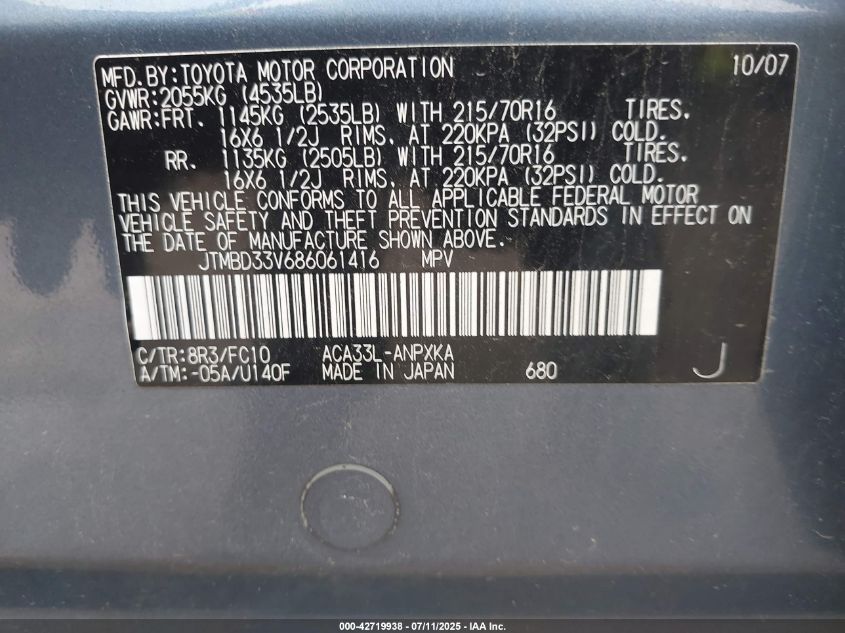 MFD.BY:TOYOTA MOTOR CORPORATION 10/07
GVWR:2055KG (4535LB)
GAWR:FRT. 1145KG (2535LB) WITH 215/70R16 TIRES.
16X6 1/2J RIMS, AT 220KPA (32PSI) COLD.
RR. 1135KG (2505LB) WITH 215/70R16 TIRES.
16X6 1/2J RIMS, AT 220KPA (32PSI) COLD.
THIS VEHICLE CONFORMS TO ALL APPLICABLE FEDERAL MOTOR
VEHICLE SAFETY AND THEFT PREVENTION STANDARDS IN EFFECT ON
THE DATE OF MANUFACTURE SHOWN ABOVE.
JTMBD33V686061416 MPV
C/TR:8R3/FC10 ACA33L-ANPXKA
A/TM:-05A/U140F MADE IN JAPAN 680 J
000-42719938 - 07/11/2025 - IAA Inc.